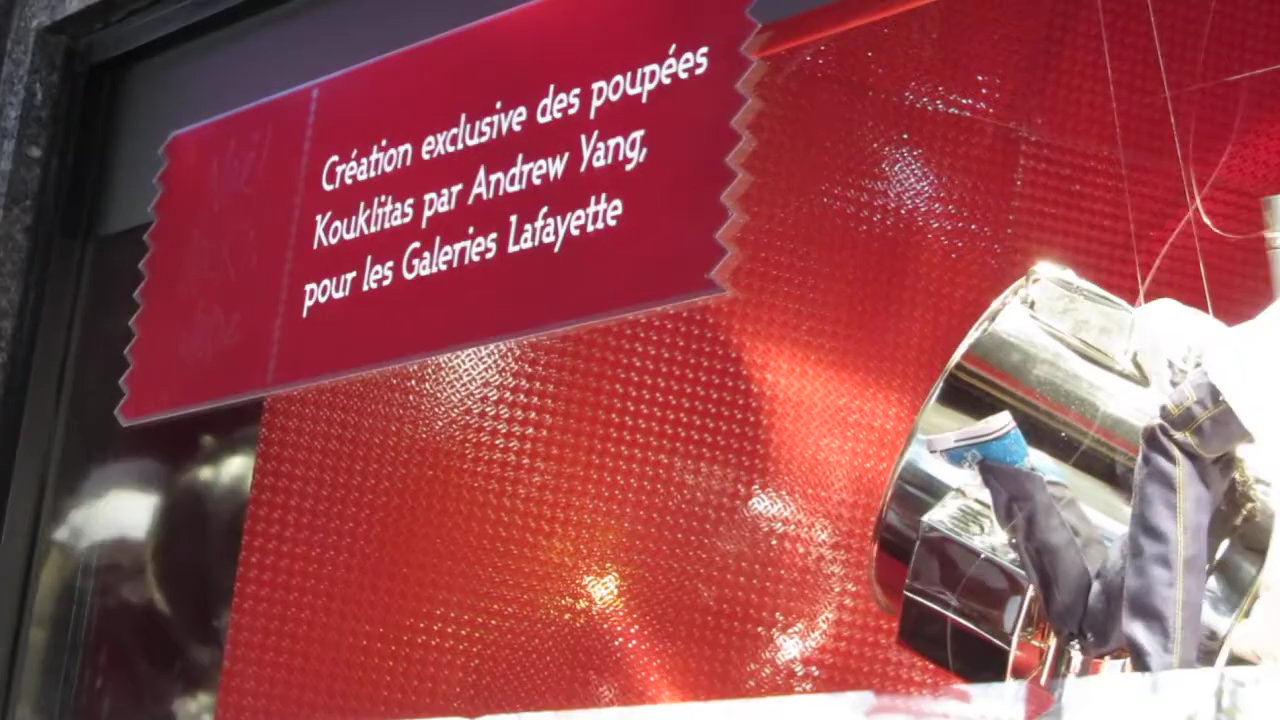 Création exclusive des poupées
Kouklitas par Andrew Yang,
pour les Galeries Lafayette